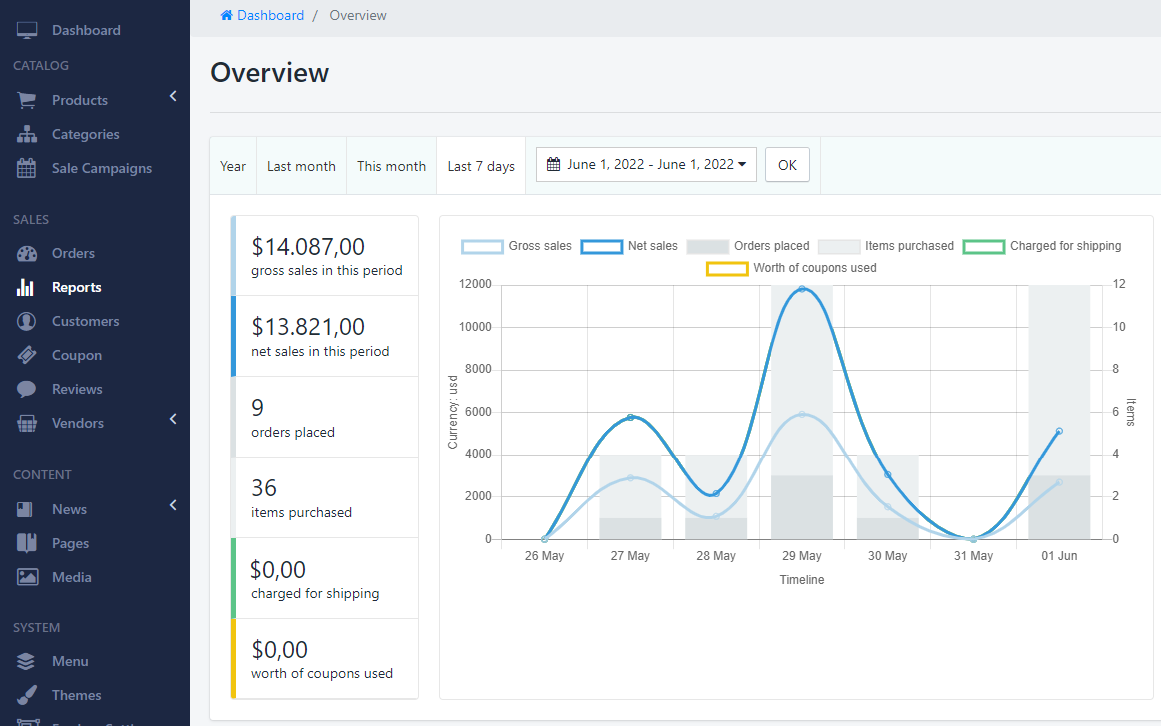 Dashboard
CATALOG
Products
Categories
Sale Campaigns
SALES
Orders
Reports
Customers
Coupon
Reviews
Vendors
CONTENT
News
Pages
Media
SYSTEM
Menu
Themes
Dashboard / Overview
Overview
Year Last month This month Last 7 days June 1, 2022 - June 1, 2022 OK
$14.087,00
gross sales in this period
$13.821,00
net sales in this period
9
orders placed
36
items purchased
$0,00
charged for shipping
$0,00
worth of coupons used
Gross sales Net sales Orders placed Items purchased Charged for shipping
Worth of coupons used
Currency: usd
12000
10000
8000
6000
4000
2000
0
12
10
8
6
4
2
0
Items
26 May 27 May 28 May 29 May 30 May 31 May 01 Jun
Timeline